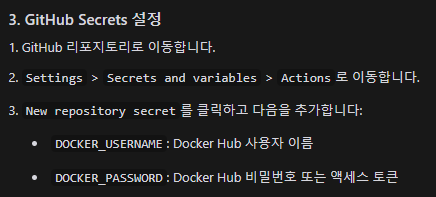 3. GitHub Secrets 설정
1. GitHub 리포지토리로 이동합니다.
2. Settings > Secrets and variables > Actions 로 이동합니다.
3. New repository secret 를 클릭하고 다음을 추가합니다:
• DOCKER_USERNAME : Docker Hub 사용자 이름
• DOCKER_PASSWORD : Docker Hub 비밀번호 또는 액세스 토큰